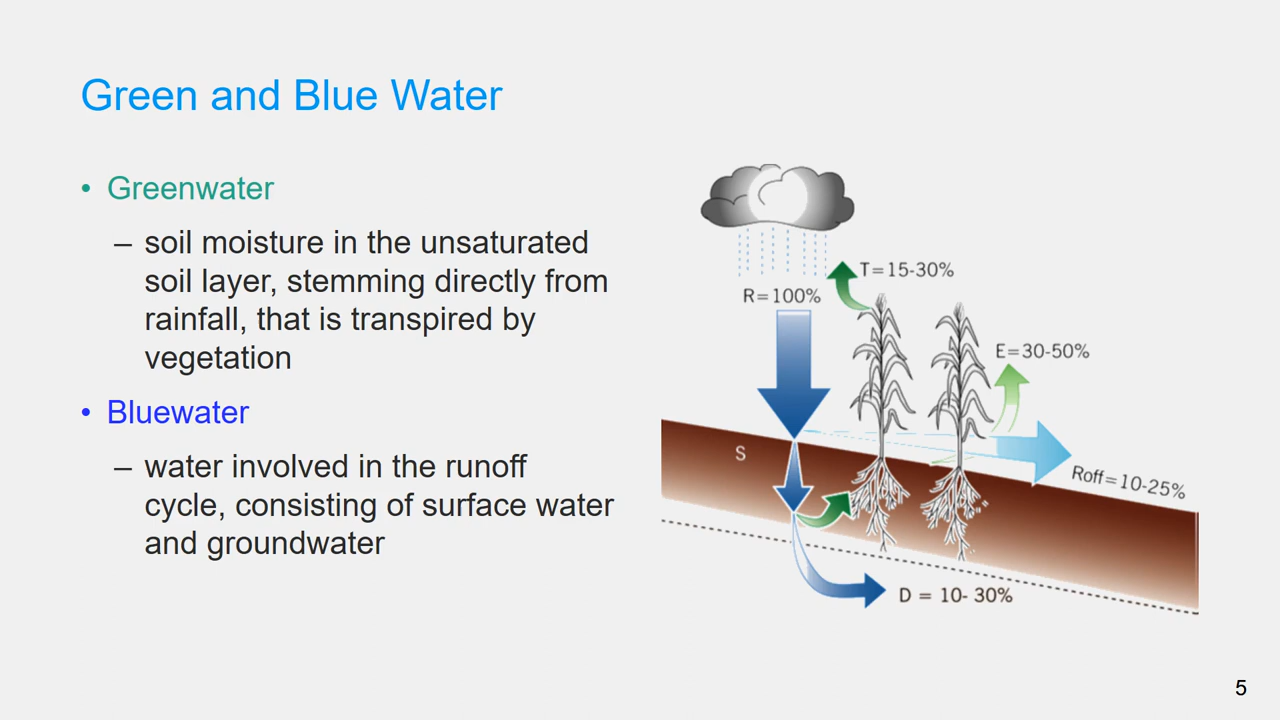 Green and Blue Water
• Greenwater
– soil moisture in the unsaturated
soil layer, stemming directly from
rainfall, that is transpired by
vegetation
• Bluewater
– water involved in the runoff
cycle, consisting of surface water
and groundwater
T=15-30%
R=100%
E=30-50%
S
Roff=10-25%
D = 10- 30%
5